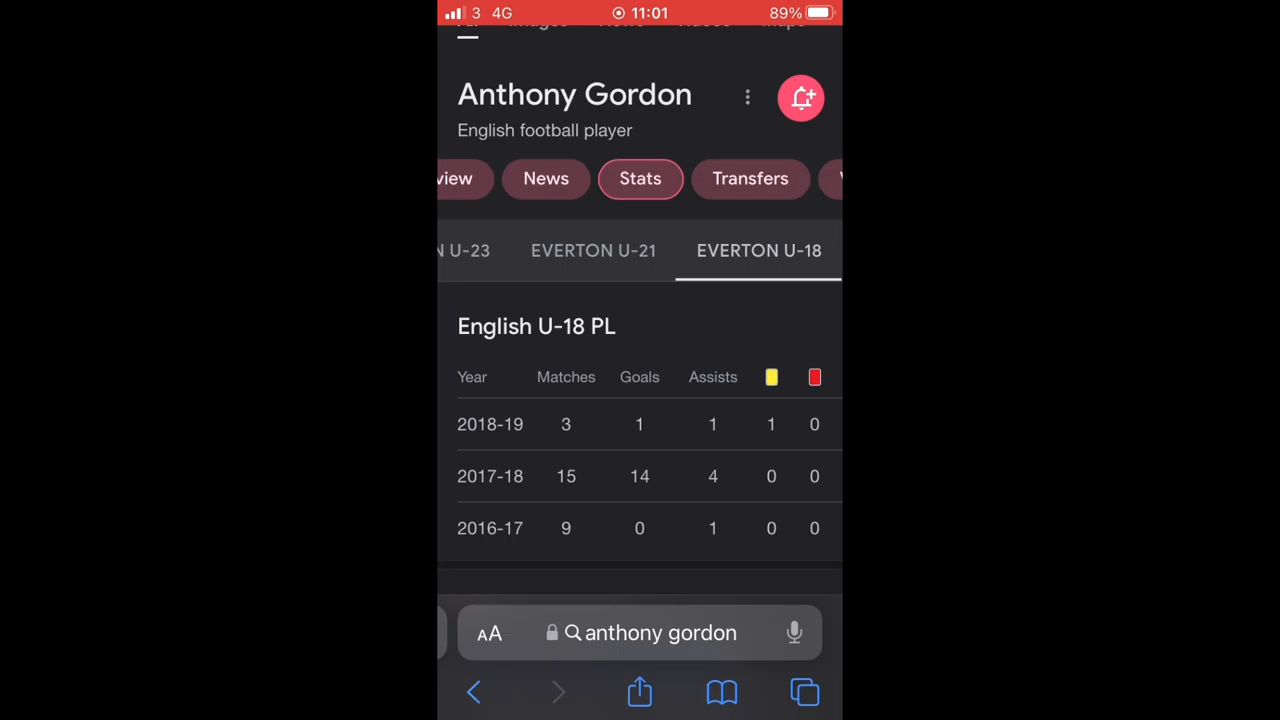 3 4G 11:01 89%
Anthony Gordon
English football player
view News Stats Transfers
N U-23 EVERTON U-21 EVERTON U-18
English U-18 PL
Year Matches Goals Assists
2018-19 3 1 1 1 0
2017-18 15 14 4 0 0
2016-17 9 0 1 0 0
AA anthony gordon